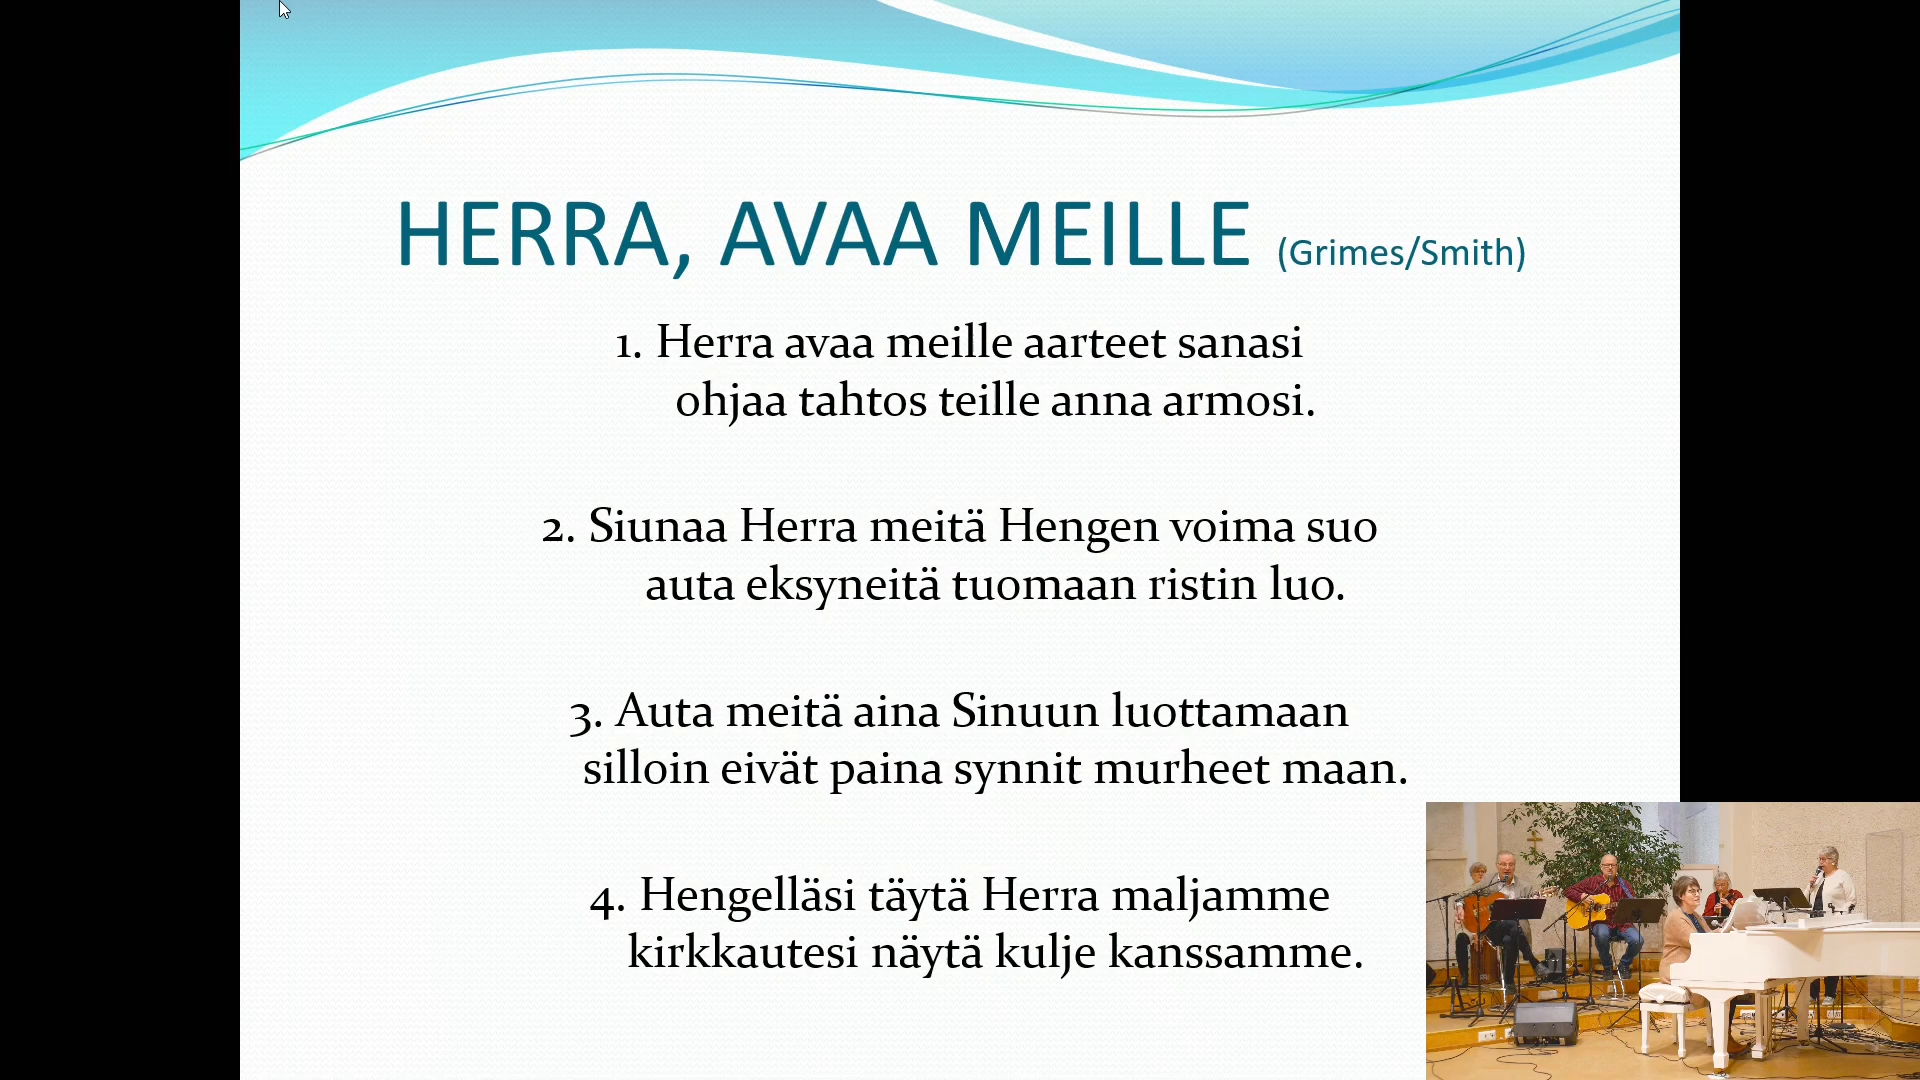 HERRA, AVAA MEILLE (Grimes/Smith)
1. Herra avaa meille aarteet sanasi
ohjaa tahtos teille anna armosi.
2. Siunaa Herra meitä Hengen voima suo
auta eksyneitä tuomaan ristin luo.
3. Auta meitä aina Sinuun luottamaan
silloin eivät paina synnit murheet maan.
4. Hengelläsi täytä Herra maljamme
kirkkautesi näytä kulje kanssamme.